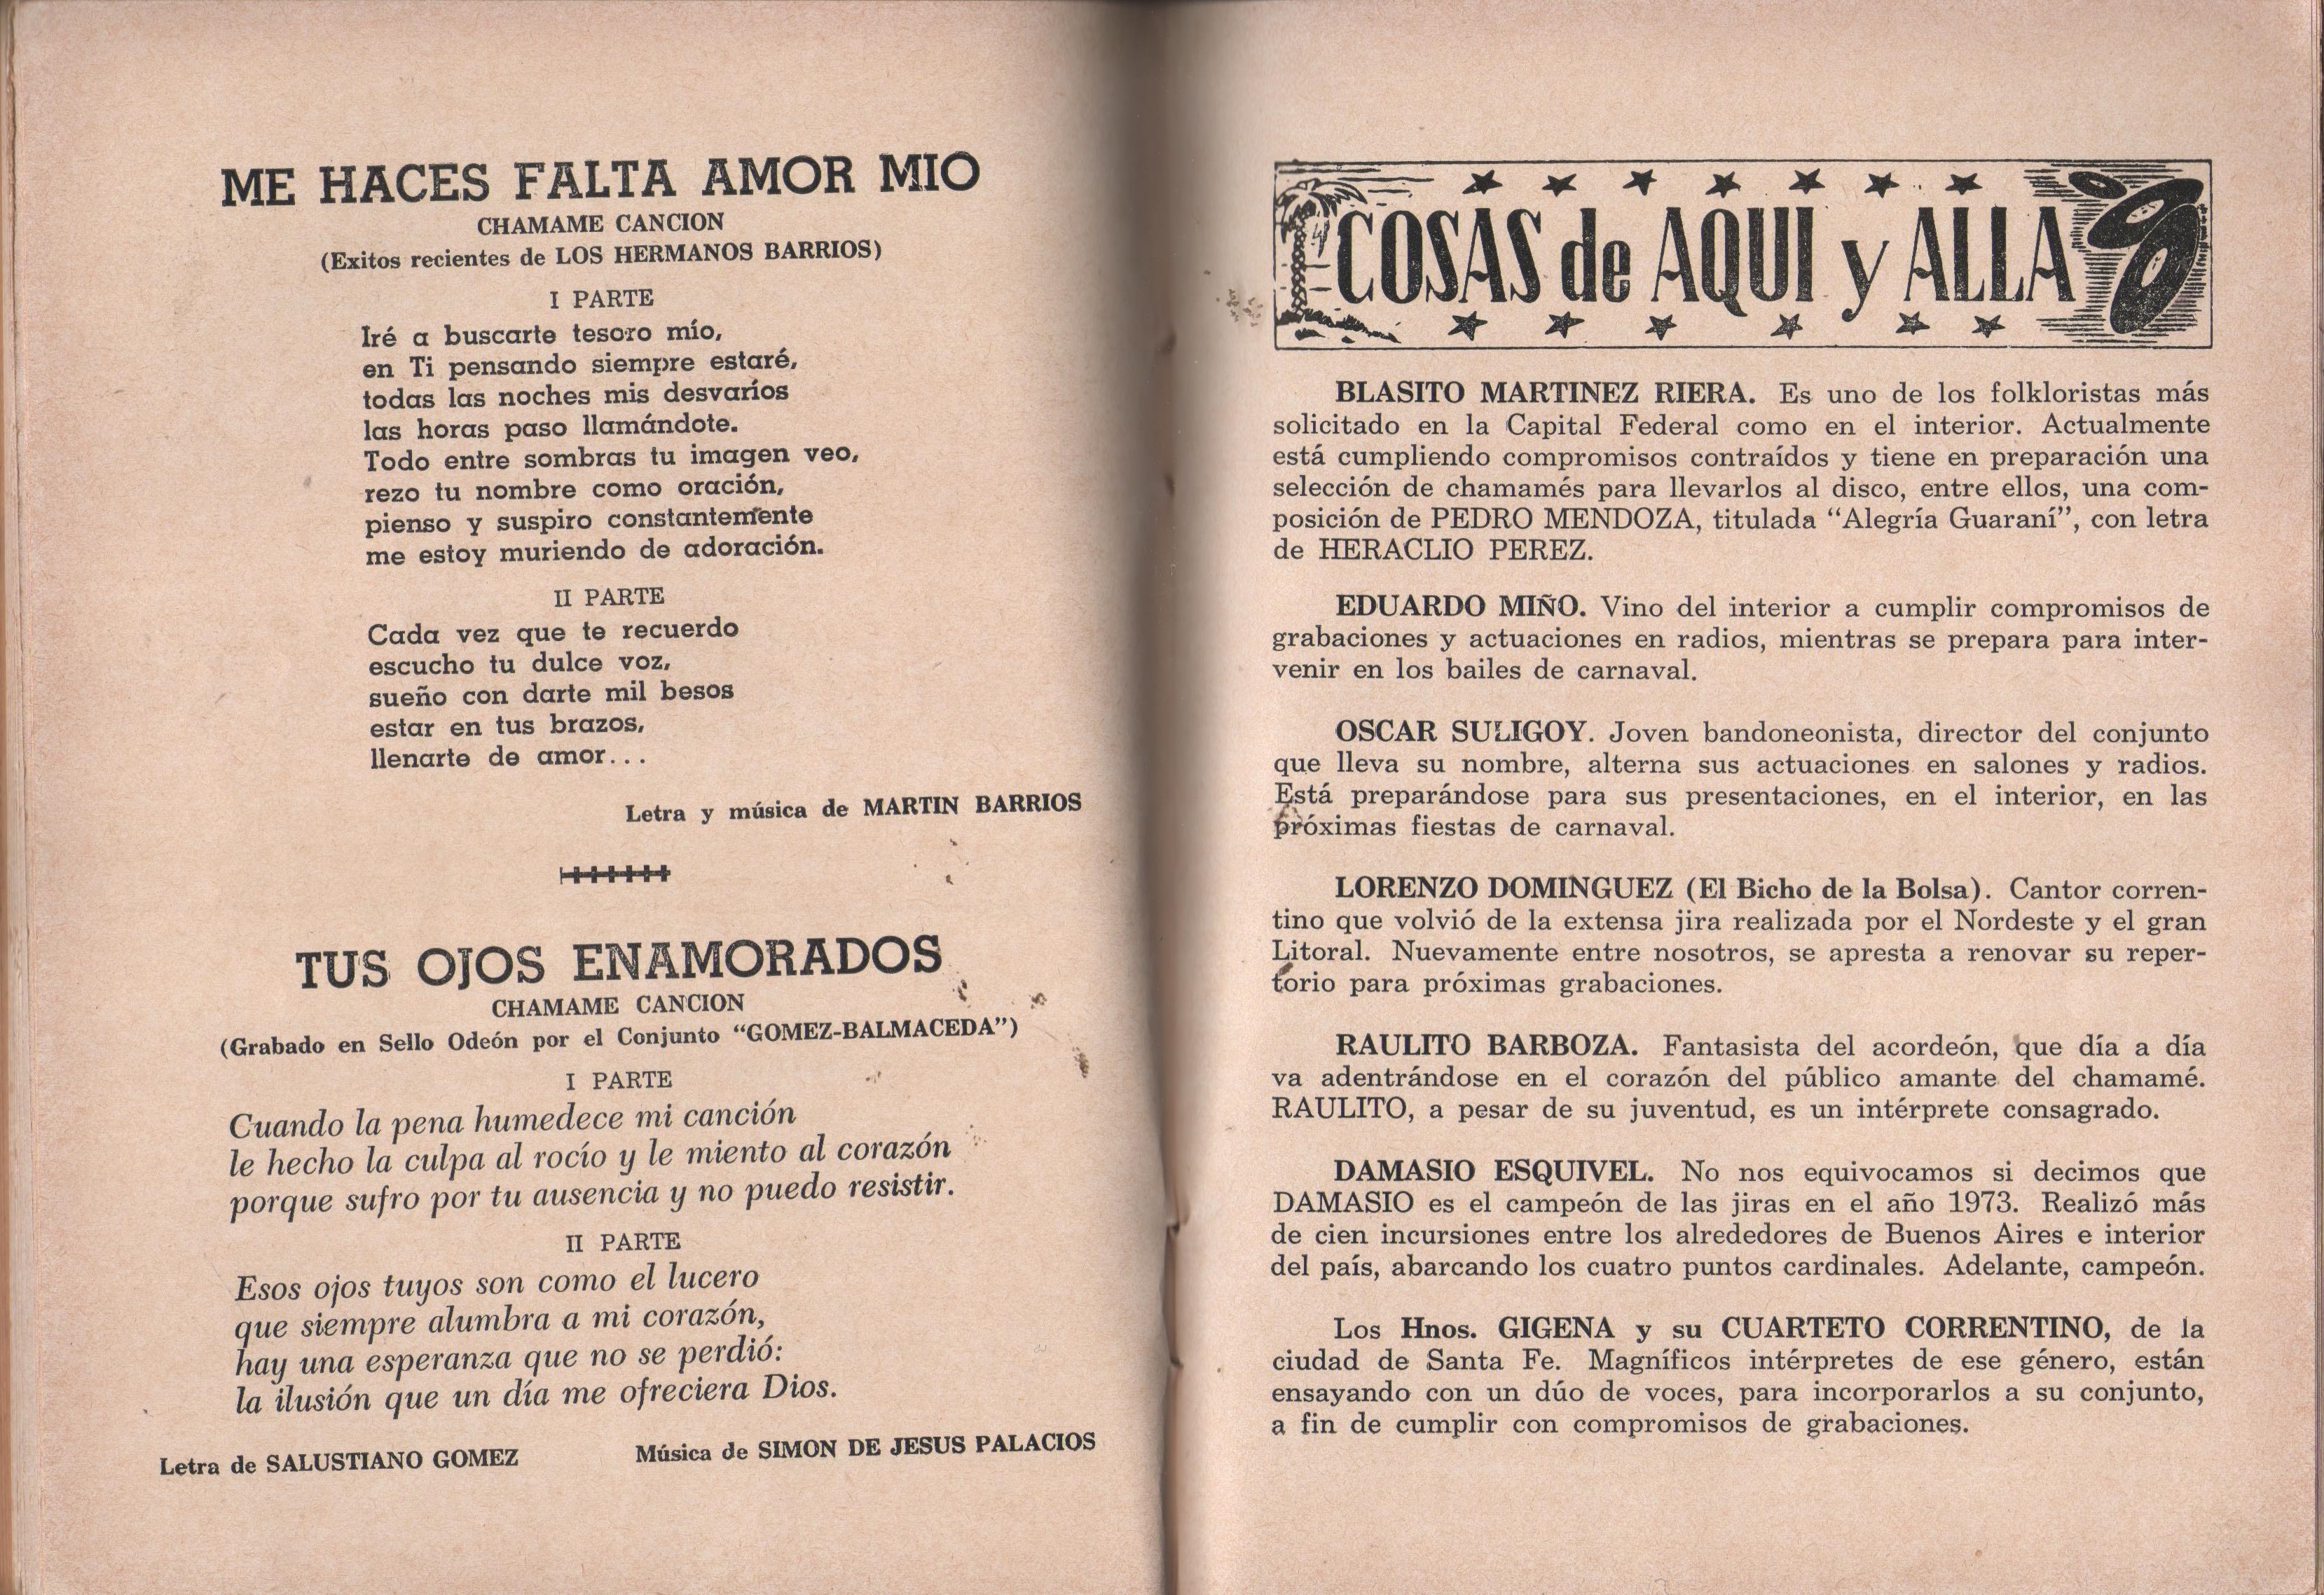 ME HACES FALTA AMOR MIO
CHAMAME CANCION
(Exitos recientes de LOS HERMANOS BARRIOS)
I PARTE
Iré a buscarte tesoro mío,
en Ti pensando siempre estaré,
todas las noches mis desvaríos
las horas paso llamándote.
Todo entre sombras tu imagen veo,
rezo tu nombre como oración,
pienso y suspiro constantemente
me estoy muriendo de adoración.
II PARTE
Cada vez que te recuerdo
escucho tu dulce voz,
sueño con darte mil besos
estar en tus brazos,
llenarte de amor...
Letra y música de MARTIN BARRIOS
TUS OJOS ENAMORADOS
CHAMAME CANCION
(Grabado en Sello Odeón por el Conjunto “GOMEZ-BALMACEDA”)
I PARTE
Cuando la pena humedece mi canción
le hecho la culpa al rocío y le miento al corazón
porque sufro por tu ausencia y no puedo resistir.
II PARTE
Esos ojos tuyos son como el lucero
que siempre alumbra a mi corazón,
hay una esperanza que no se perdió:
la ilusión que un día me ofreciera Dios.
Letra de SALUSTIANO GOMEZ Música de SIMON DE JESUS PALACIOS
COSAS de AQUI y ALLA
BLASITO MARTINEZ RIERA. Es uno de los folkloristas más
solicitado en la Capital Federal como en el interior. Actualmente
está cumpliendo compromisos contraídos y tiene en preparación una
selección de chamamés para llevarlos al disco, entre ellos, una com-
posición de PEDRO MENDOZA, titulada “Alegría Guaraní”, con letra
de HERACLIO PEREZ.
EDUARDO MIÑO. Vino del interior a cumplir compromisos de
grabaciones y actuaciones en radios, mientras se prepara para inter-
venir en los bailes de carnaval.
OSCAR SULIGOY. Joven bandoneonista, director del conjunto
que lleva su nombre, alterna sus actuaciones en salones y radios.
Está preparándose para sus presentaciones, en el interior, en las
próximas fiestas de carnaval.
LORENZO DOMINGUEZ (El Bicho de la Bolsa). Cantor corren-
tino que volvió de la extensa jira realizada por el Nordeste y el gran
Litoral. Nuevamente entre nosotros, se apresta a renovar su reper-
torio para próximas grabaciones.
RAULITO BARBOZA. Fantasista del acordeón, que día a día
va adentrándose en el corazón del público amante del chamamé.
RAULITO, a pesar de su juventud, es un intérprete consagrado.
DAMASIO ESQUIVEL. No nos equivocamos si decimos que
DAMASIO es el campeón de las jiras en el año 1973. Realizó más
de cien incursiones entre los alrededores de Buenos Aires e interior
del país, abarcando los cuatro puntos cardinales. Adelante, campeón.
Los Hnos. GIGENA y su CUARTETO CORRENTINO, de la
ciudad de Santa Fe. Magníficos intérpretes de ese género, están
ensayando con un dúo de voces, para incorporarlos a su conjunto,
a fin de cumplir con compromisos de grabaciones.